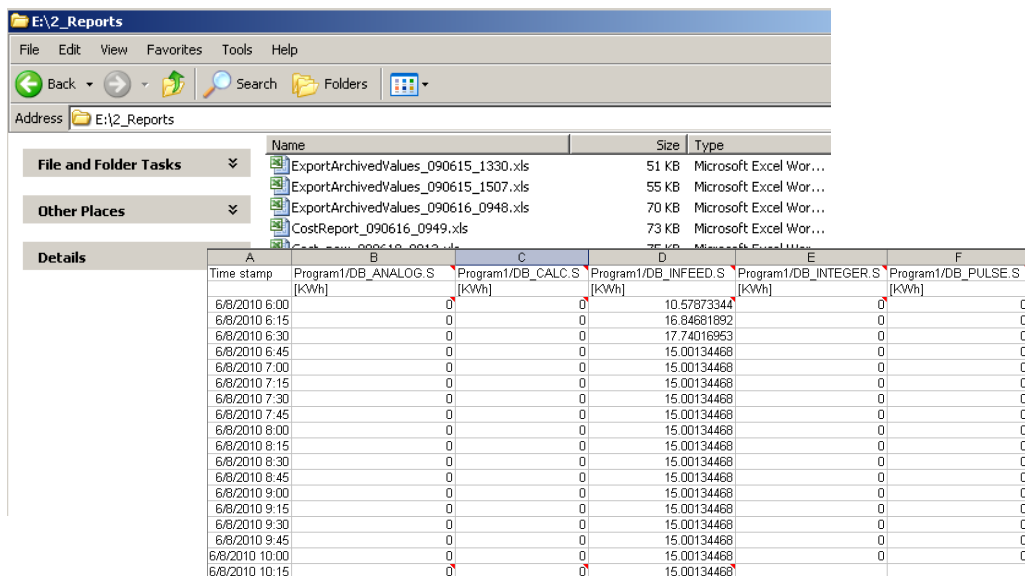 E:\2_Reports
File Edit View Favorites Tools Help
Back Search Folders
Address E:\2_Reports
Name Size Type
File and Folder Tasks
Other Places
Details
ExportArchivedValues_090615_1330.xls 51 KB Microsoft Excel Wor...
ExportArchivedValues_090615_1507.xls 55 KB Microsoft Excel Wor...
ExportArchivedValues_090616_0948.xls 70 KB Microsoft Excel Wor...
CostReport_090616_0949.xls 73 KB Microsoft Excel Wor...
A B C D E F
Time stamp Program1/DB_ANALOG.S Program1/DB_CALC.S Program1/DB_INFEED.S Program1/DB_INTEGER.S Program1/DB_PULSE.S
[KWh] [KWh] [KWh] [KWh] [KWh]
6/8/2010 6:00 0 0 10.57873344 0 0
6/8/2010 6:15 0 0 16.84681892 0 0
6/8/2010 6:30 0 0 17.74016953 0 0
6/8/2010 6:45 0 0 15.00134468 0 0
6/8/2010 7:00 0 0 15.00134468 0 0
6/8/2010 7:15 0 0 15.00134468 0 0
6/8/2010 7:30 0 0 15.00134468 0 0
6/8/2010 7:45 0 0 15.00134468 0 0
6/8/2010 8:00 0 0 15.00134468 0 0
6/8/2010 8:15 0 0 15.00134468 0 0
6/8/2010 8:30 0 0 15.00134468 0 0
6/8/2010 8:45 0 0 15.00134468 0 0
6/8/2010 9:00 0 0 15.00134468 0 0
6/8/2010 9:15 0 0 15.00134468 0 0
6/8/2010 9:30 0 0 15.00134468 0 0
6/8/2010 9:45 0 0 15.00134468 0 0
6/8/2010 10:00 0 0 15.00134468 0 0
6/8/2010 10:15 0 0 15.00134468